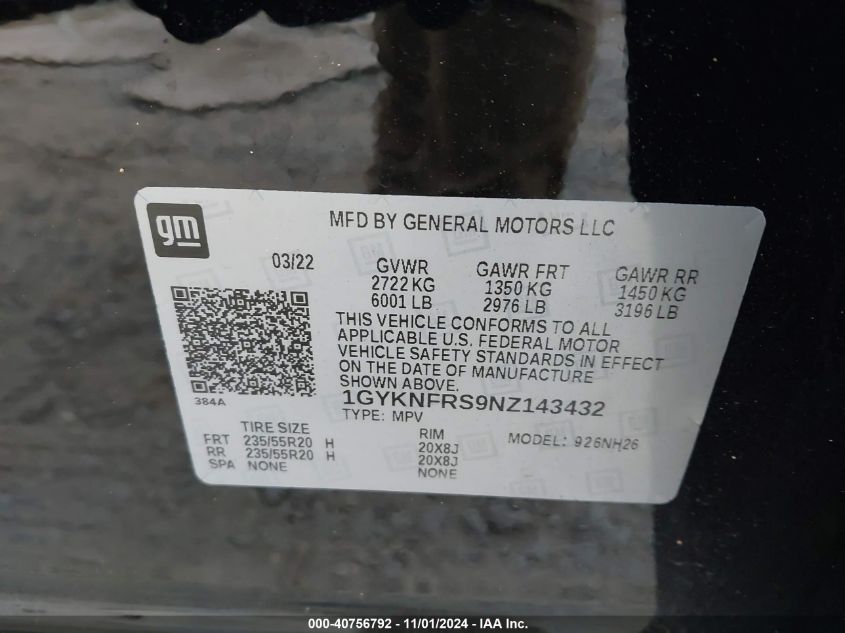 gm
MFD BY GENERAL MOTORS LLC
03/22
GVWR GAWR FRT GAWR RR
2722 KG 1350 KG 1450 KG
6001 LB 2976 LB 3196 LB
THIS VEHICLE CONFORMS TO ALL
APPLICABLE U.S. FEDERAL MOTOR
VEHICLE SAFETY STANDARDS IN EFFECT
ON THE DATE OF MANUFACTURE
SHOWN ABOVE.
384A
1GYKNFRS9NZ143432
TYPE: MPV
TIRE SIZE RIM MODEL: 926NH26
FRT 235/55R20 H 20X8J
RR 235/55R20 H 20X8J
SPA NONE NONE
000-40756792 - 11/01/2024 - IAA Inc.